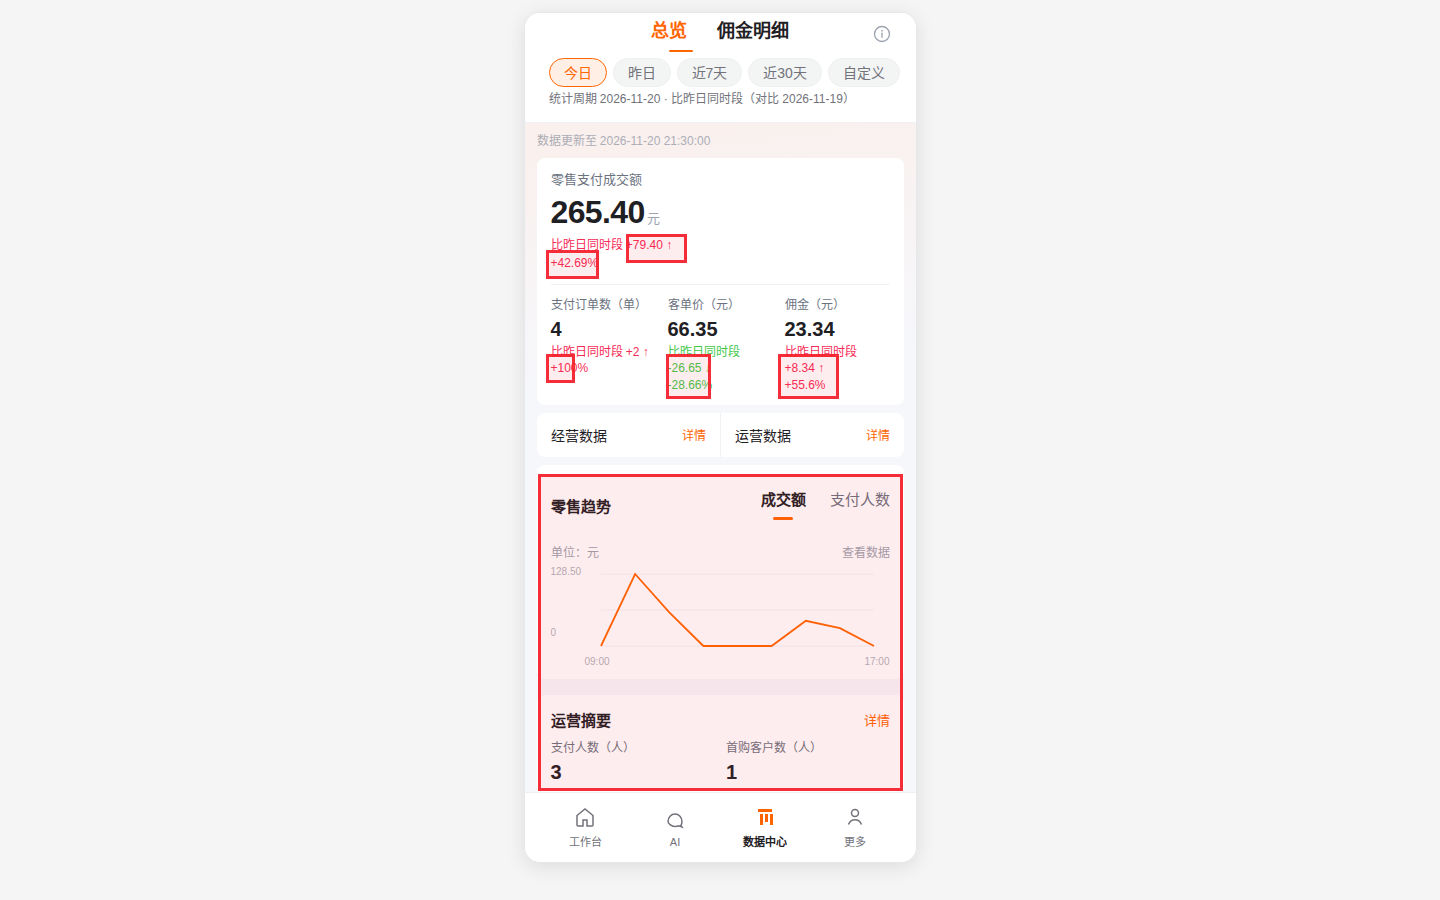 总览 佣金明细
今日 昨日 近7天 近30天 自定义
统计周期 2026-11-20 · 比昨日同时段（对比 2026-11-19）
数据更新至 2026-11-20 21:30:00
零售支付成交额
265.40元
比昨日同时段 +79.40 ↑
+42.69%
支付订单数（单） 客单价（元） 佣金（元）
4 66.35 23.34
比昨日同时段 +2 ↑ 比昨日同时段 比昨日同时段
+100% -26.65 ↓ +8.34 ↑
-28.66% +55.6%
经营数据 详情 运营数据 详情
零售趋势 成交额 支付人数
单位：元 查看数据
128.50
0
09:00 17:00
运营摘要 详情
支付人数（人） 首购客户数（人）
3 1
工作台 AI 数据中心 更多